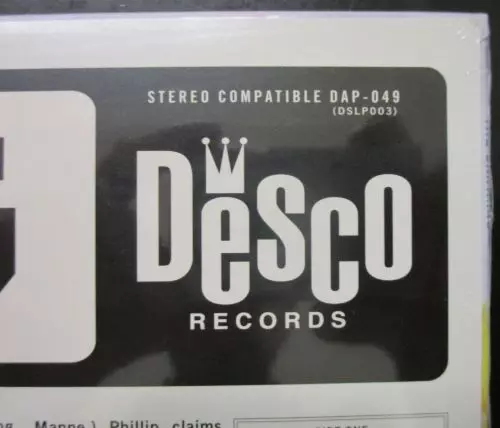 STEREO COMPATIBLE DAP-049
(DSLP003)
Desco
RECORDS
Manne.) Phillip claims